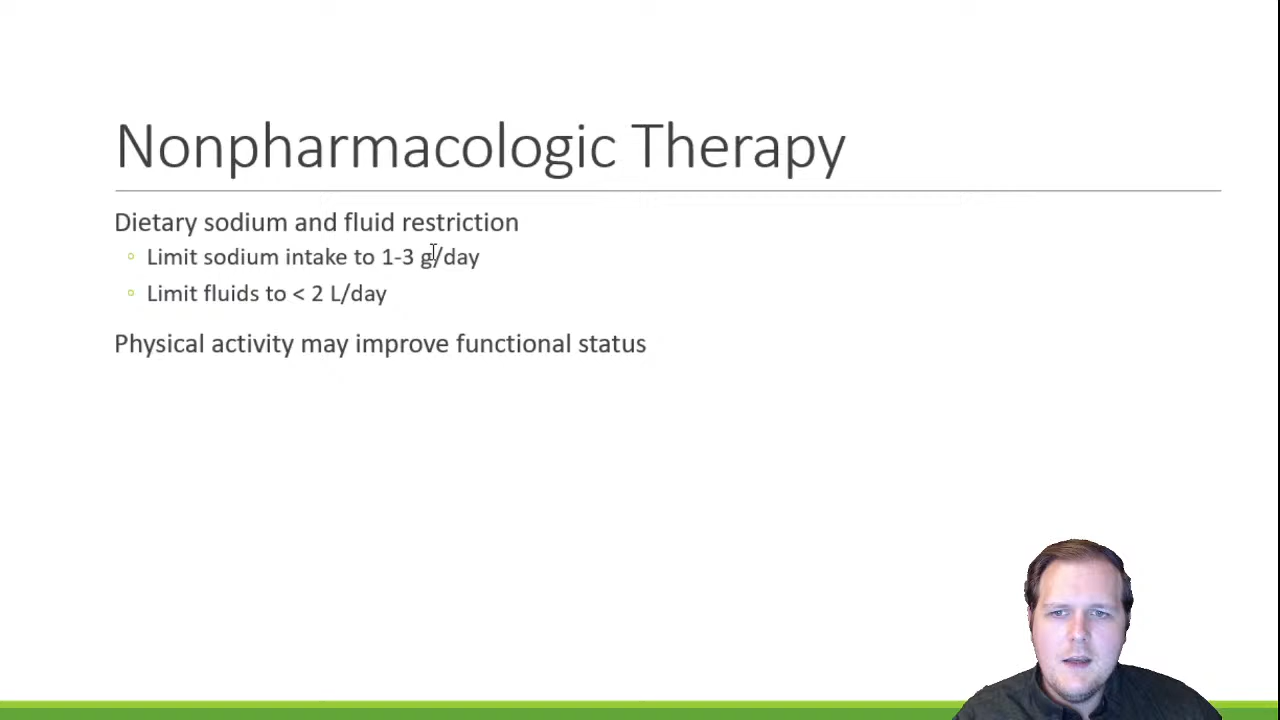 Nonpharmacologic Therapy
Dietary sodium and fluid restriction
Limit sodium intake to 1-3 g/day
Limit fluids to < 2 L/day
Physical activity may improve functional status